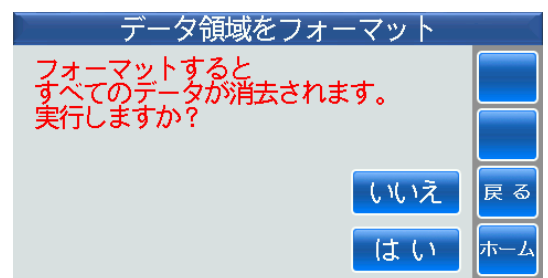 データ領域をフォーマット
フォーマットすると
すべてのデータが消去されます。
実行しますか？
いいえ
戻る
はい
ホーム